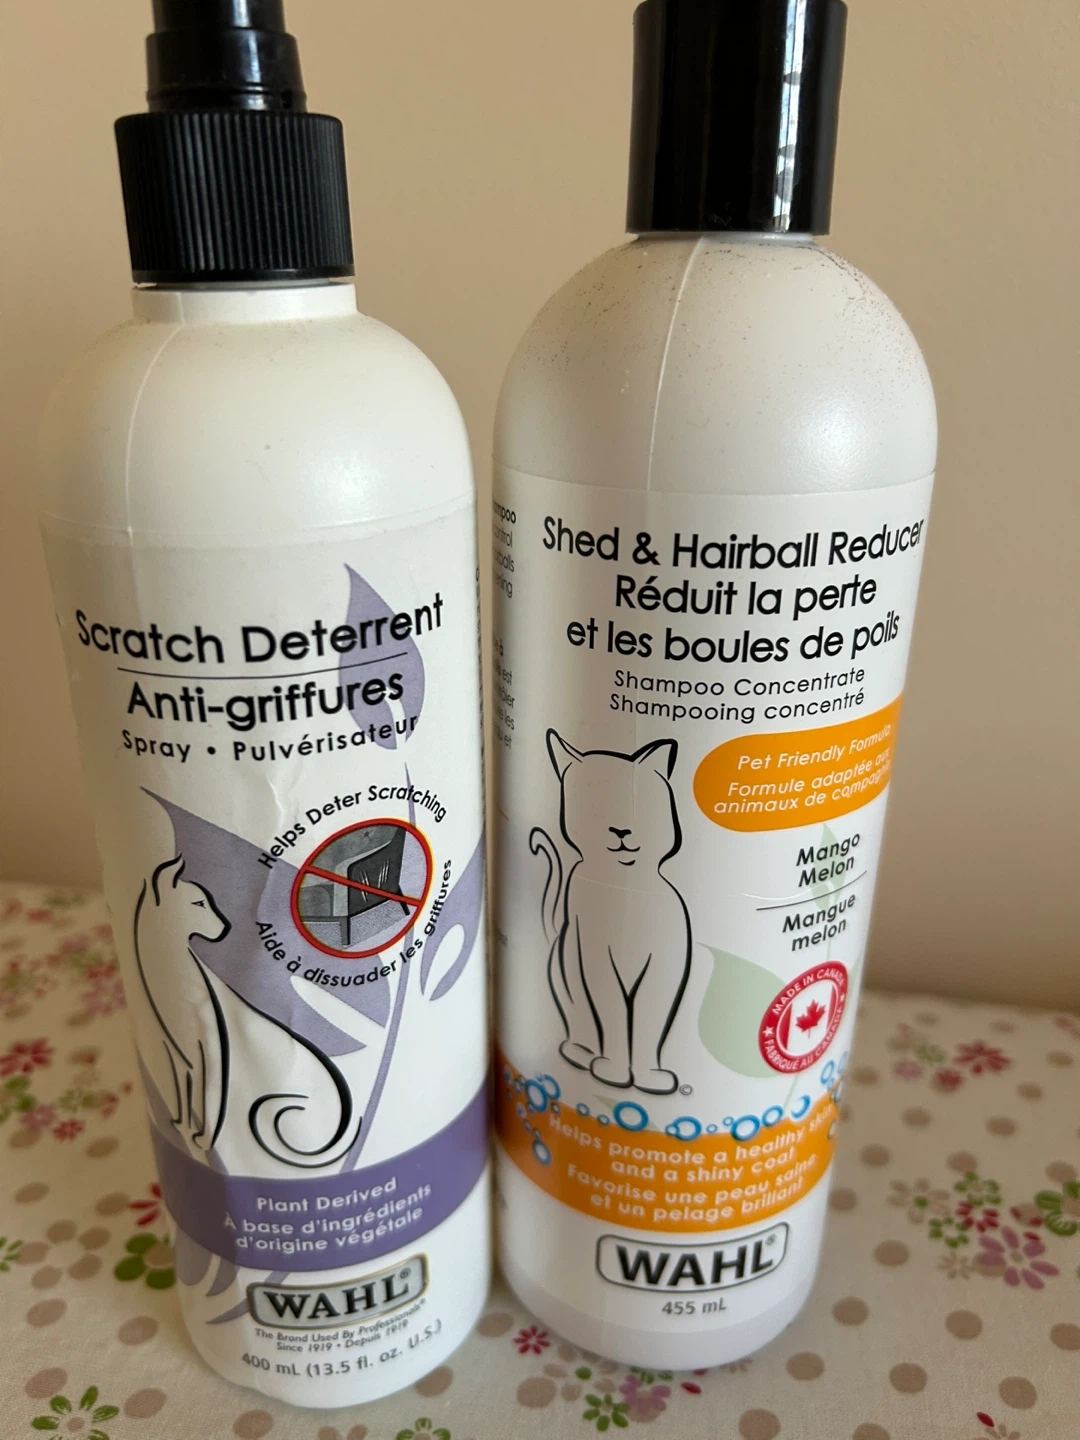 Scratch Deterrent
Anti-griffures
Spray • Pulvérisateur
Helps Deter Scratching
Aide à dissuader les griffures
Plant Derived
À base d'ingrédients
d'origine végétale
WAHL®
The Brand Used By Professionals®
Since 1919 • Depuis 1919
400 mL (13.5 fl. oz. U.S.)
Shed & Hairball Reducer
Réduit la perte
et les boules de poils
Shampoo Concentrate
Shampooing concentré
Pet Friendly Formula
Formule adaptée aux
animaux de compagnie
Mango
Melon
Mangue
melon
MADE IN CANADA
FABRIQUÉ AU CANADA
©
Helps promote a healthy skin
and a shiny coat
Favorise une peau saine
et un pelage brillant
WAHL®
455 mL